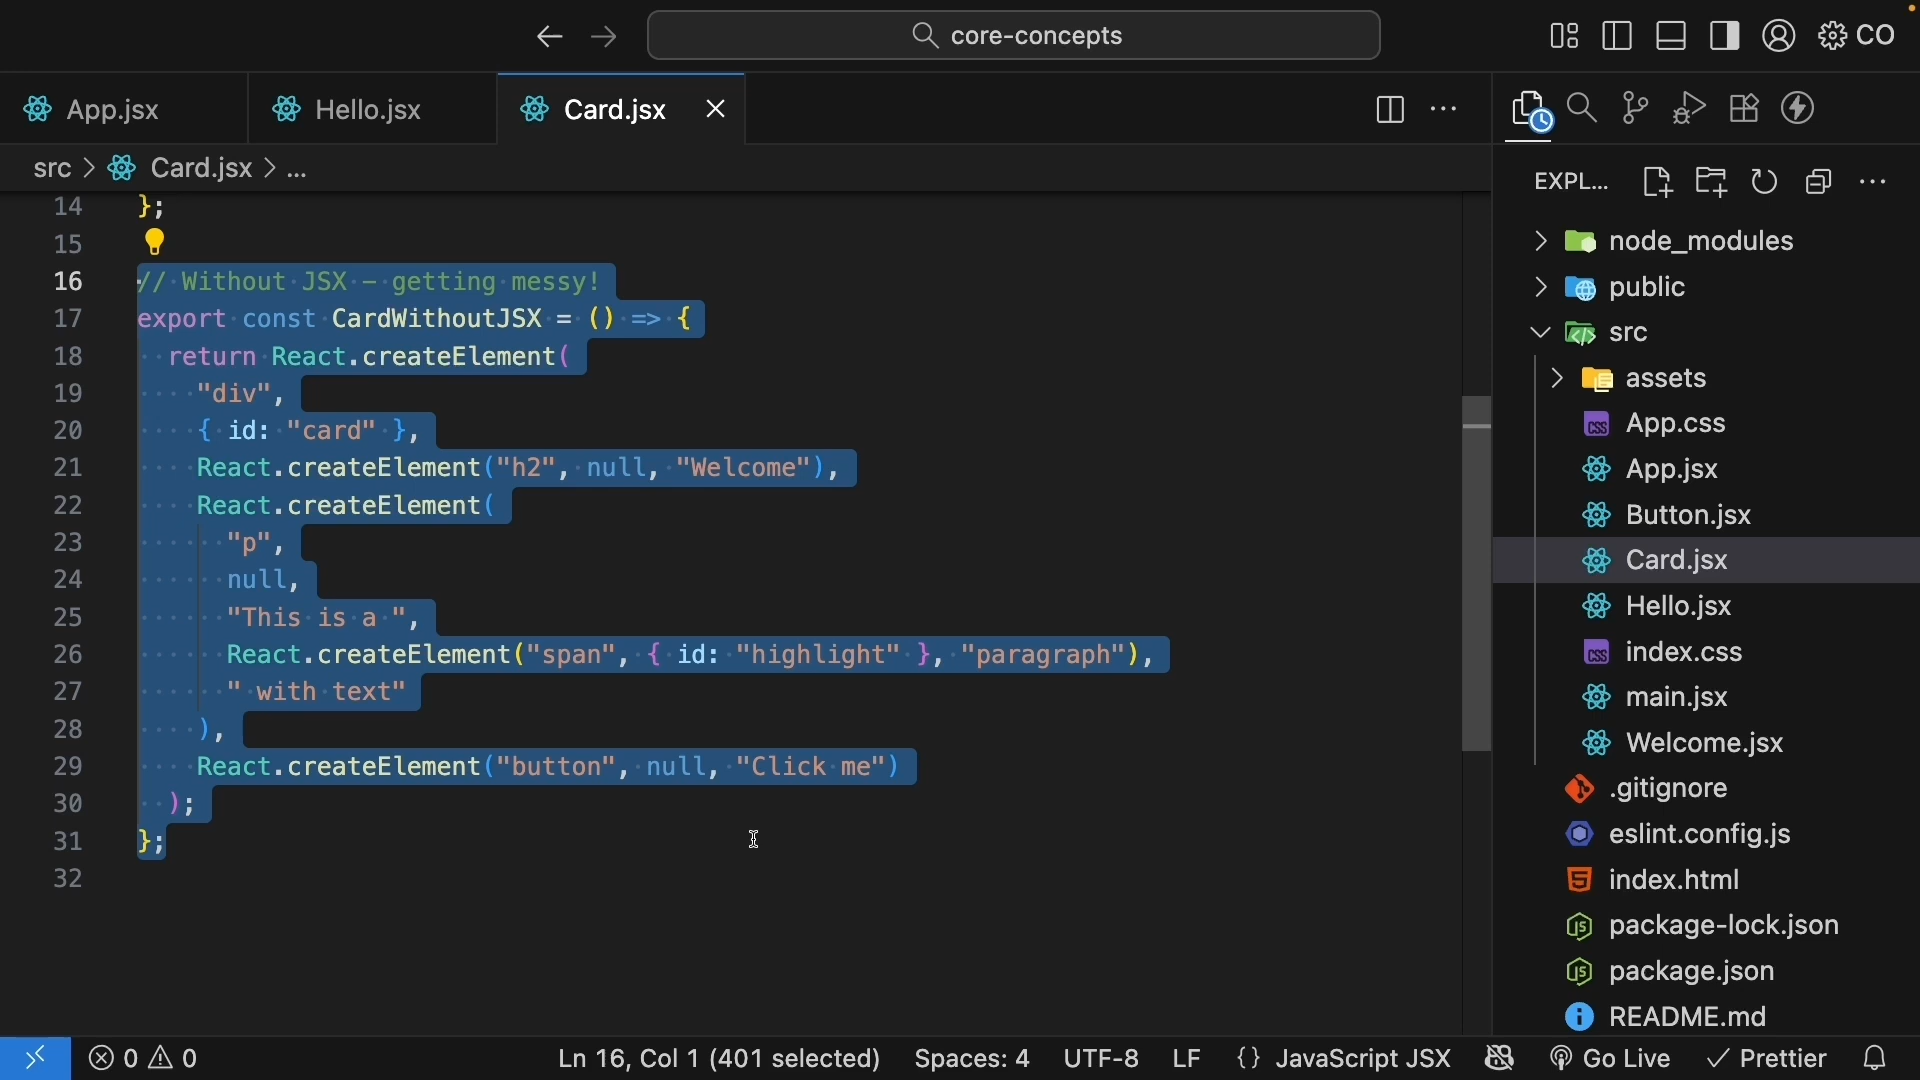 core-concepts
CO
App.jsx
Hello.jsx
Card.jsx
src > Card.jsx > ...
EXPL...
14 };
15
16 // Without JSX – getting messy!
17 export const CardWithoutJSX = () => {
18 return React.createElement(
19 "div",
20 { id: "card" },
21 React.createElement("h2", null, "Welcome"),
22 React.createElement(
23 "p",
24 null,
25 "This is a ",
26 React.createElement("span", { id: "highlight" }, "paragraph"),
27 " with text"
28 ),
29 React.createElement("button", null, "Click me")
30 );
31 };
32
node_modules
public
src
assets
App.css
App.jsx
Button.jsx
Card.jsx
Hello.jsx
index.css
main.jsx
Welcome.jsx
.gitignore
eslint.config.js
index.html
package-lock.json
package.json
README.md
0 0 Ln 16, Col 1 (401 selected) Spaces: 4 UTF-8 LF {} JavaScript JSX Go Live Prettier